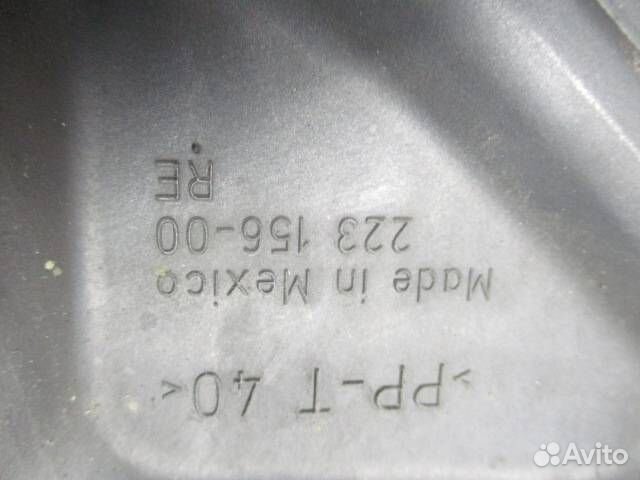 >PP-T 40<
Made in Mexico
223 156-00
RE
Avito